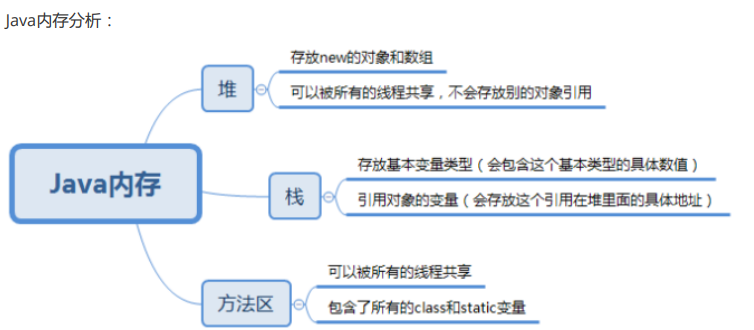 Java内存分析：
存放new的对象和数组
堆
可以被所有的线程共享，不会存放别的对象引用
存放基本变量类型（会包含这个基本类型的具体数值）
Java内存
栈
引用对象的变量（会存放这个引用在堆里面的具体地址）
可以被所有的线程共享
方法区
包含了所有的class和static变量